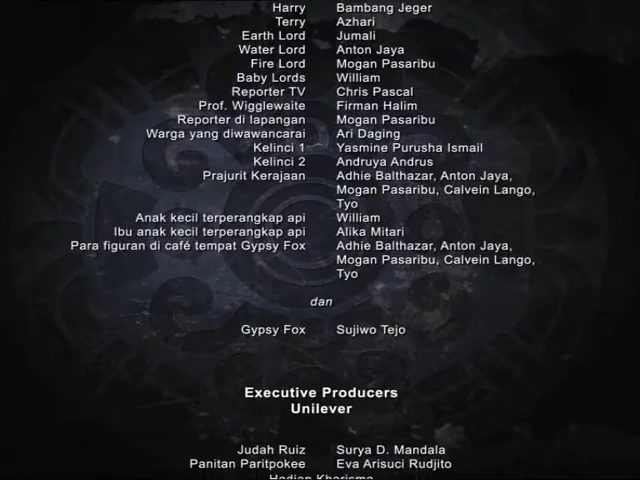 Harry Bambang Jeger
Terry Azhari
Earth Lord Jumali
Water Lord Anton Jaya
Fire Lord Mogan Pasaribu
Baby Lords William
Reporter TV Chris Pascal
Prof. Wigglewaite Firman Halim
Reporter di lapangan Mogan Pasaribu
Warga yang diwawancarai Ari Daging
Kelinci 1 Yasmine Purusha Ismail
Kelinci 2 Andruya Andrus
Prajurit Kerajaan Adhie Balthazar, Anton Jaya,
Mogan Pasaribu, Calvein Lango,
Tyo
Anak kecil terperangkap api William
Ibu anak kecil terperangkap api Alika Mitari
Para figuran di café tempat Gypsy Fox Adhie Balthazar, Anton Jaya,
Mogan Pasaribu, Calvein Lango,
Tyo
dan
Gypsy Fox Sujiwo Tejo
Executive Producers
Unilever
Judah Ruiz Surya D. Mandala
Panitan Paritpokee Eva Arisuci Rudjito
Hadian Kharisma